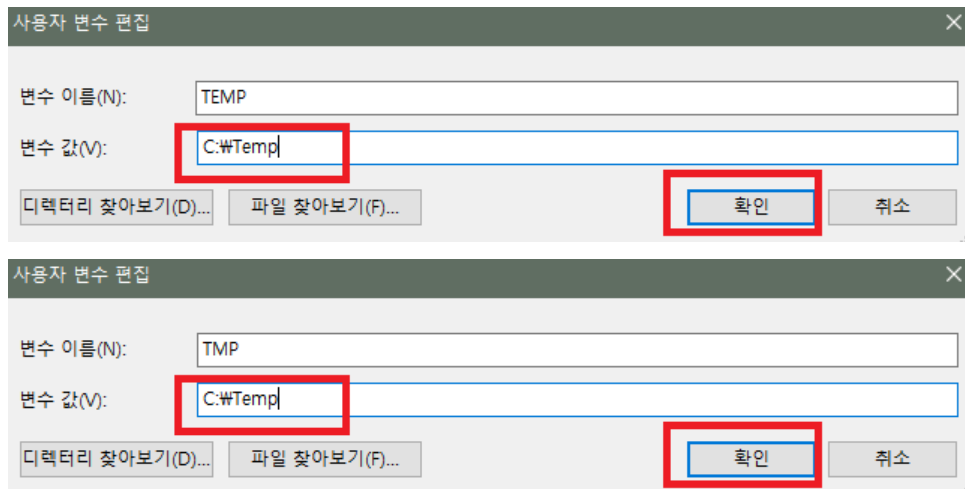 사용자 변수 편집
변수 이름(N): TEMP
변수 값(V): C:₩Temp
디렉터리 찾아보기(D)... 파일 찾아보기(F)... 확인 취소
사용자 변수 편집
변수 이름(N): TMP
변수 값(V): C:₩Temp
디렉터리 찾아보기(D)... 파일 찾아보기(F)... 확인 취소